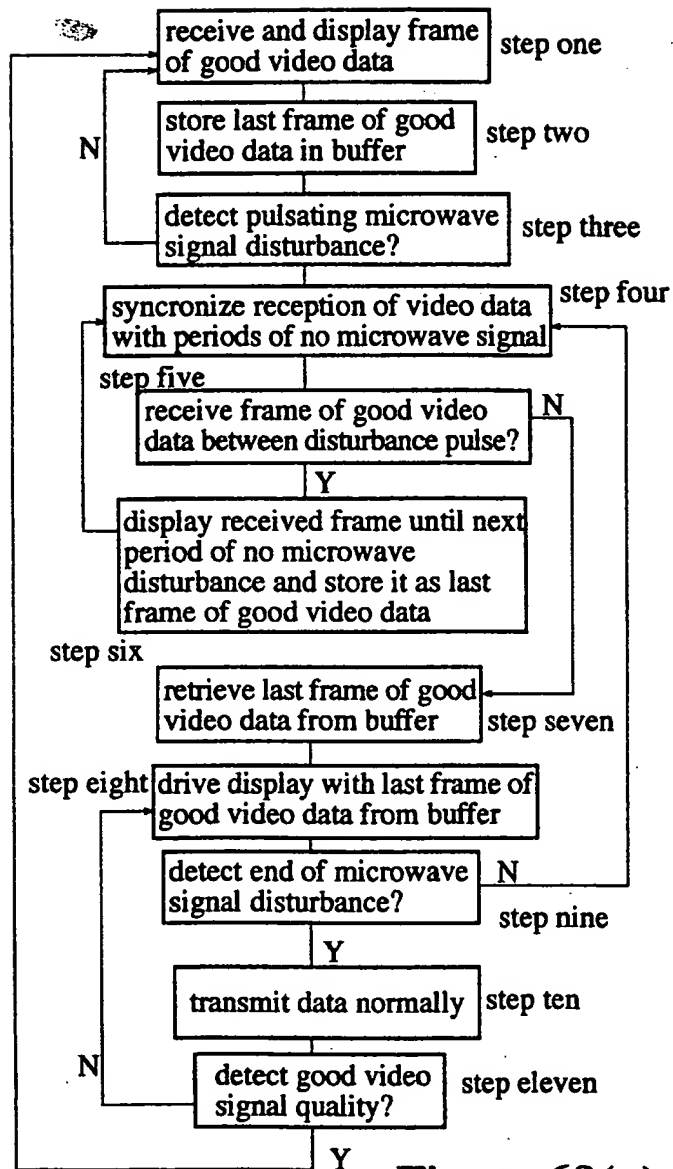 receive and display frame
of good video data
step one
N
store last frame of good
video data in buffer
step two
detect pulsating microwave
signal disturbance?
step three
step four
syncronize reception of video data
with periods of no microwave signal
step five
receive frame of good video
data between disturbance pulse?
N
Y
display received frame until next
period of no microwave
disturbance and store it as last
frame of good video data
step six
retrieve last frame of good
video data from buffer
step seven
step eight
drive display with last frame of
good video data from buffer
detect end of microwave
signal disturbance?
N
step nine
Y
transmit data normally
step ten
N
detect good video
signal quality?
step eleven
Y